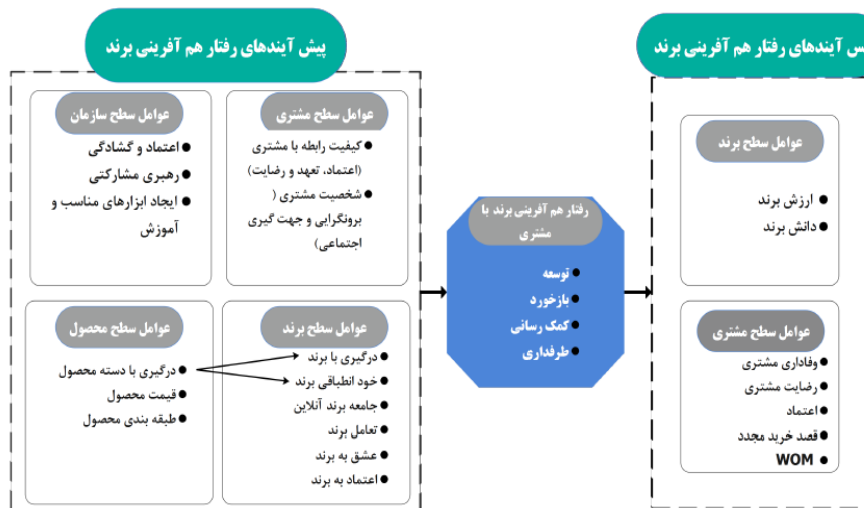 پیش آیندهای رفتار هم آفرینی برند
عوامل سطح سازمان
اعتماد و گشادگی
رهبری مشارکتی
ایجاد ابزارهای مناسب و
آموزش
عوامل سطح مشتری
کیفیت رابطه با مشتری
(اعتماد، تعهد و رضایت)
شخصیت مشتری (
برونگرایی و جهت گیری
اجتماعی)
عوامل سطح محصول
درگیری با دسته محصول
قیمت محصول
طبقه بندی محصول
عوامل سطح برند
درگیری با برند
خود انطباقی برند
جامعه برند آنلاین
تعامل برند
عشق به برند
اعتماد به برند
رفتار هم آفرینی برند با
مشتری
توسعه
بازخورد
کمک رسانی
طرفداری
آیندهای رفتار هم آفرینی برند
عوامل سطح برند
ارزش برند
دانش برند
عوامل سطح مشتری
وفاداری مشتری
رضایت مشتری
اعتماد
قصد خرید مجدد
WOM